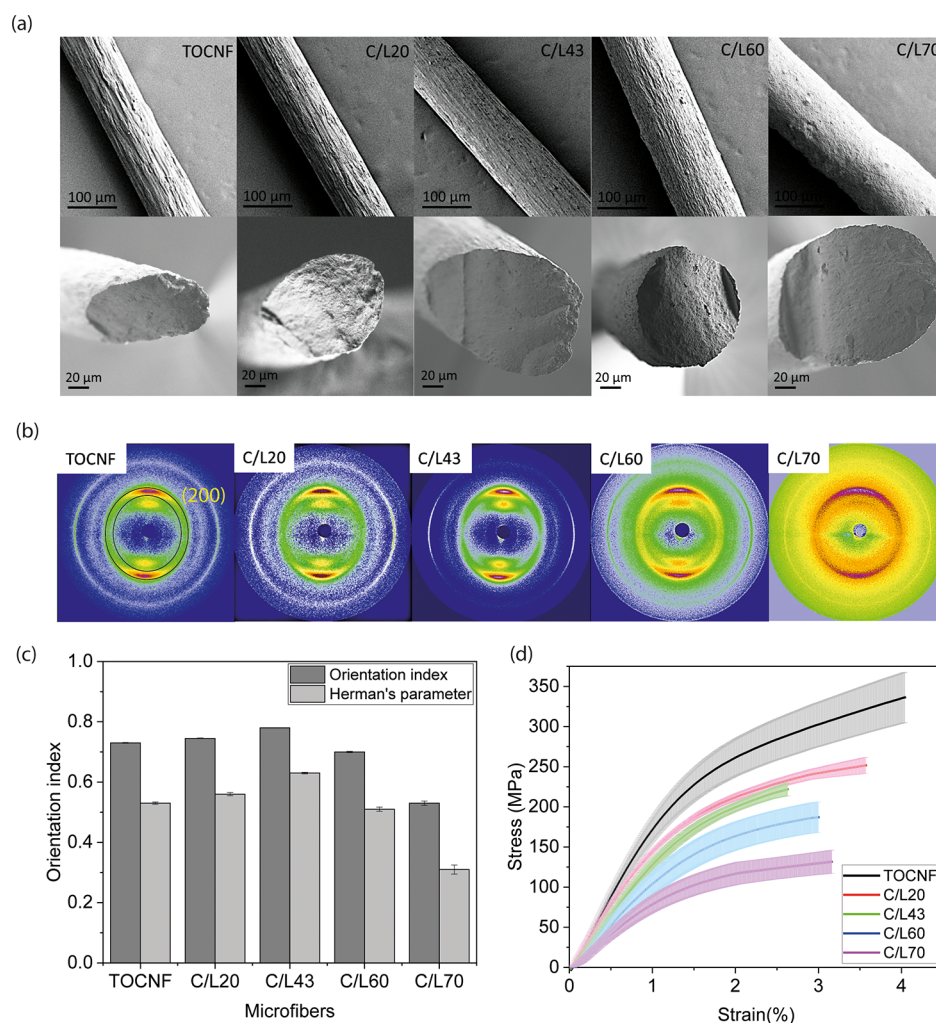 (a)
TOCNF C/L20 C/L43 C/L60 C/L70
100 μm 100 μm 100 μm 100 μm 100 μm
20 μm 20 μm 20 μm 20 μm 20 μm
(b)
TOCNF C/L20 C/L43 C/L60 C/L70
(200)
(c)
Orientation index
1.0
0.8
0.6
0.4
0.2
0.0
Orientation index
Herman's parameter
TOCNF C/L20 C/L43 C/L60 C/L70
Microfibers
(d)
Stress (MPa)
350
300
250
200
150
100
50
0
TOCNF
C/L20
C/L43
C/L60
C/L70
0 1 2 3 4
Strain(%)